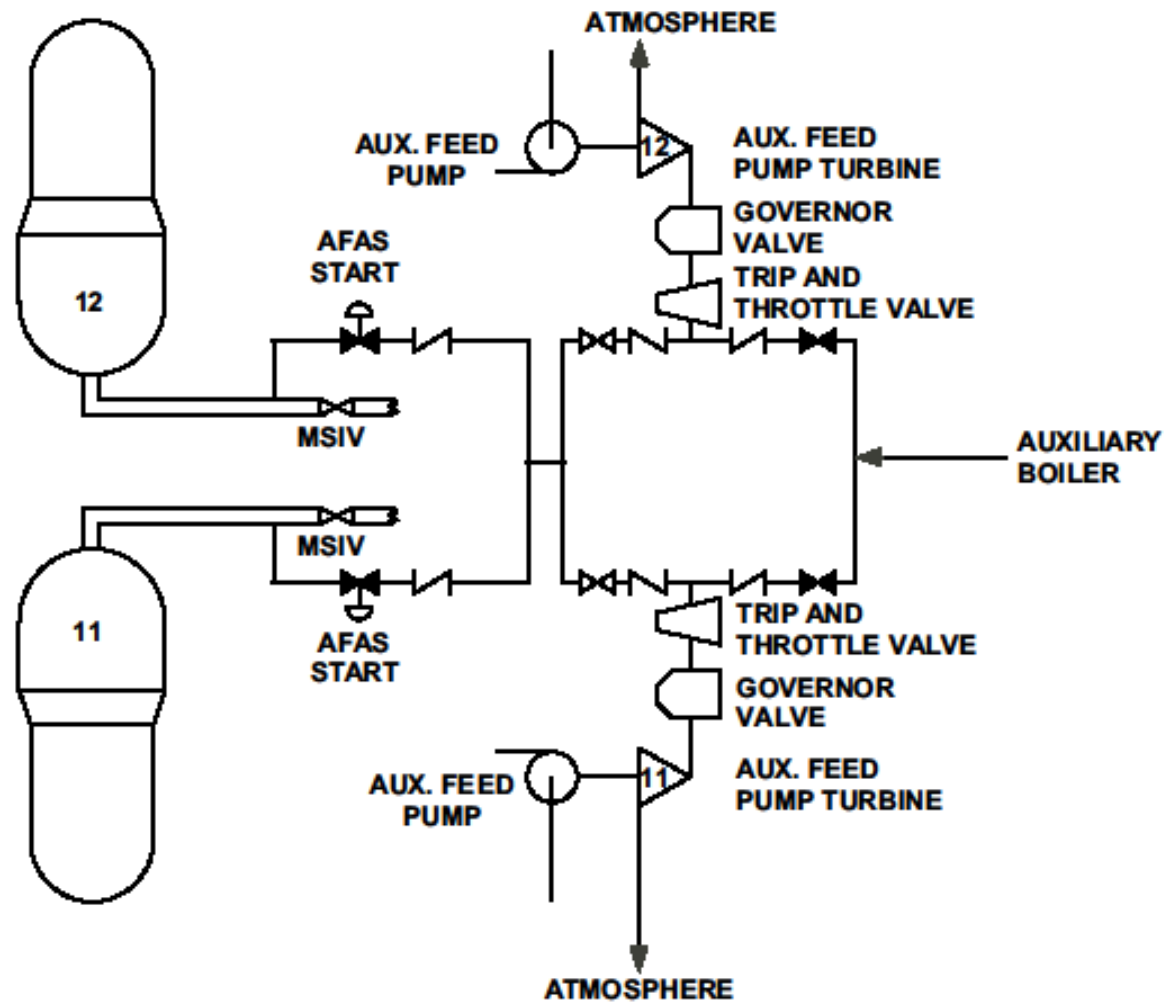 ATMOSPHERE
AUX. FEED
PUMP
12
AUX. FEED
PUMP TURBINE
GOVERNOR
VALVE
AFAS
START
TRIP AND
THROTTLE VALVE
12
MSIV
AUXILIARY
BOILER
MSIV
11
AFAS
START
TRIP AND
THROTTLE VALVE
GOVERNOR
VALVE
AUX. FEED
PUMP
11
AUX. FEED
PUMP TURBINE
ATMOSPHERE